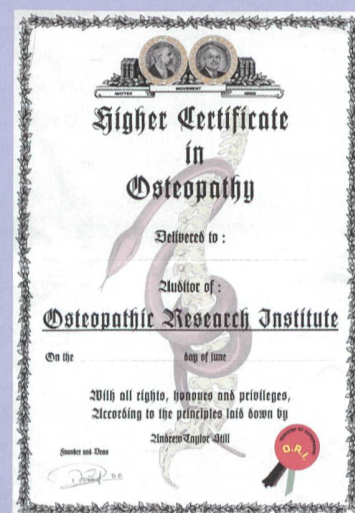 MATTER MOVEMENT MIND
Higher Certificate
in
Osteopathy
Delivered to :
Auditor of :
Osteopathic Research Institute
On the day of june
With all rights, honours and privileges,
According to the principles laid down by
Andrew Taylor Still
Founder and Dean
D.O.
O.R.I.